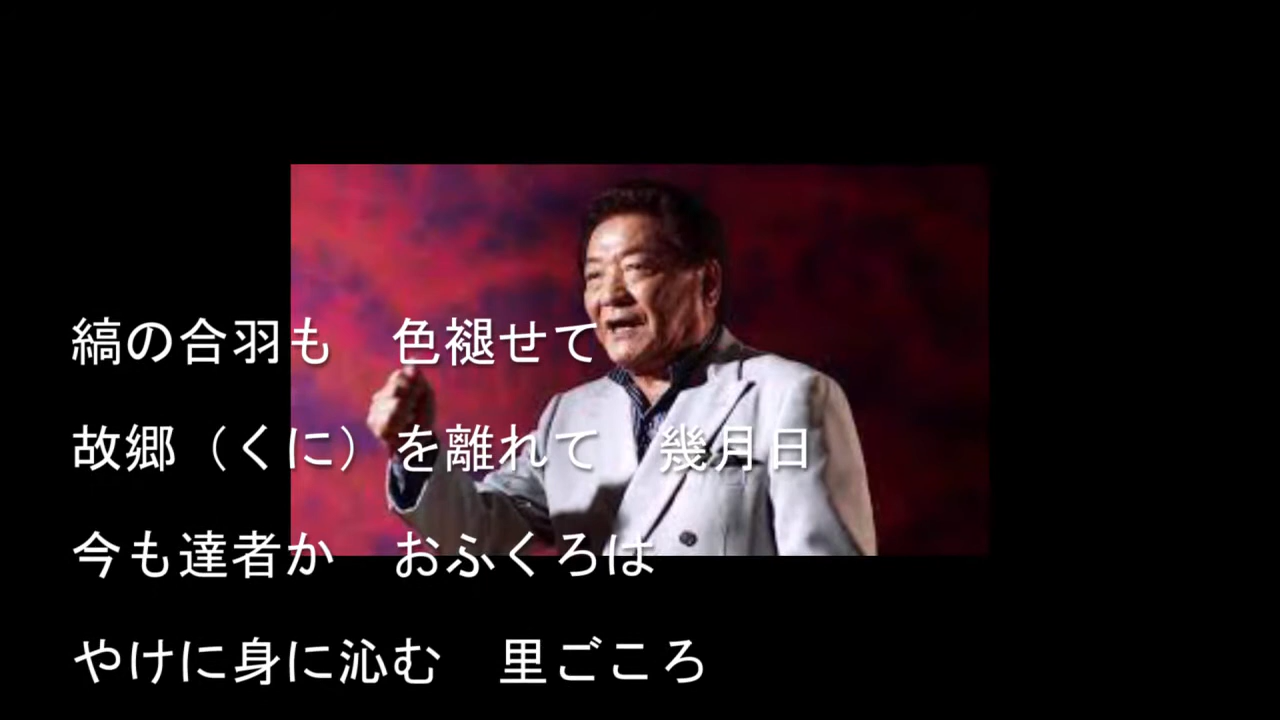 縞の合羽も　色褪せて
故郷（くに）を離れて　幾月日
今も達者か　おふくろは
やけに身に沁む　里ごころ